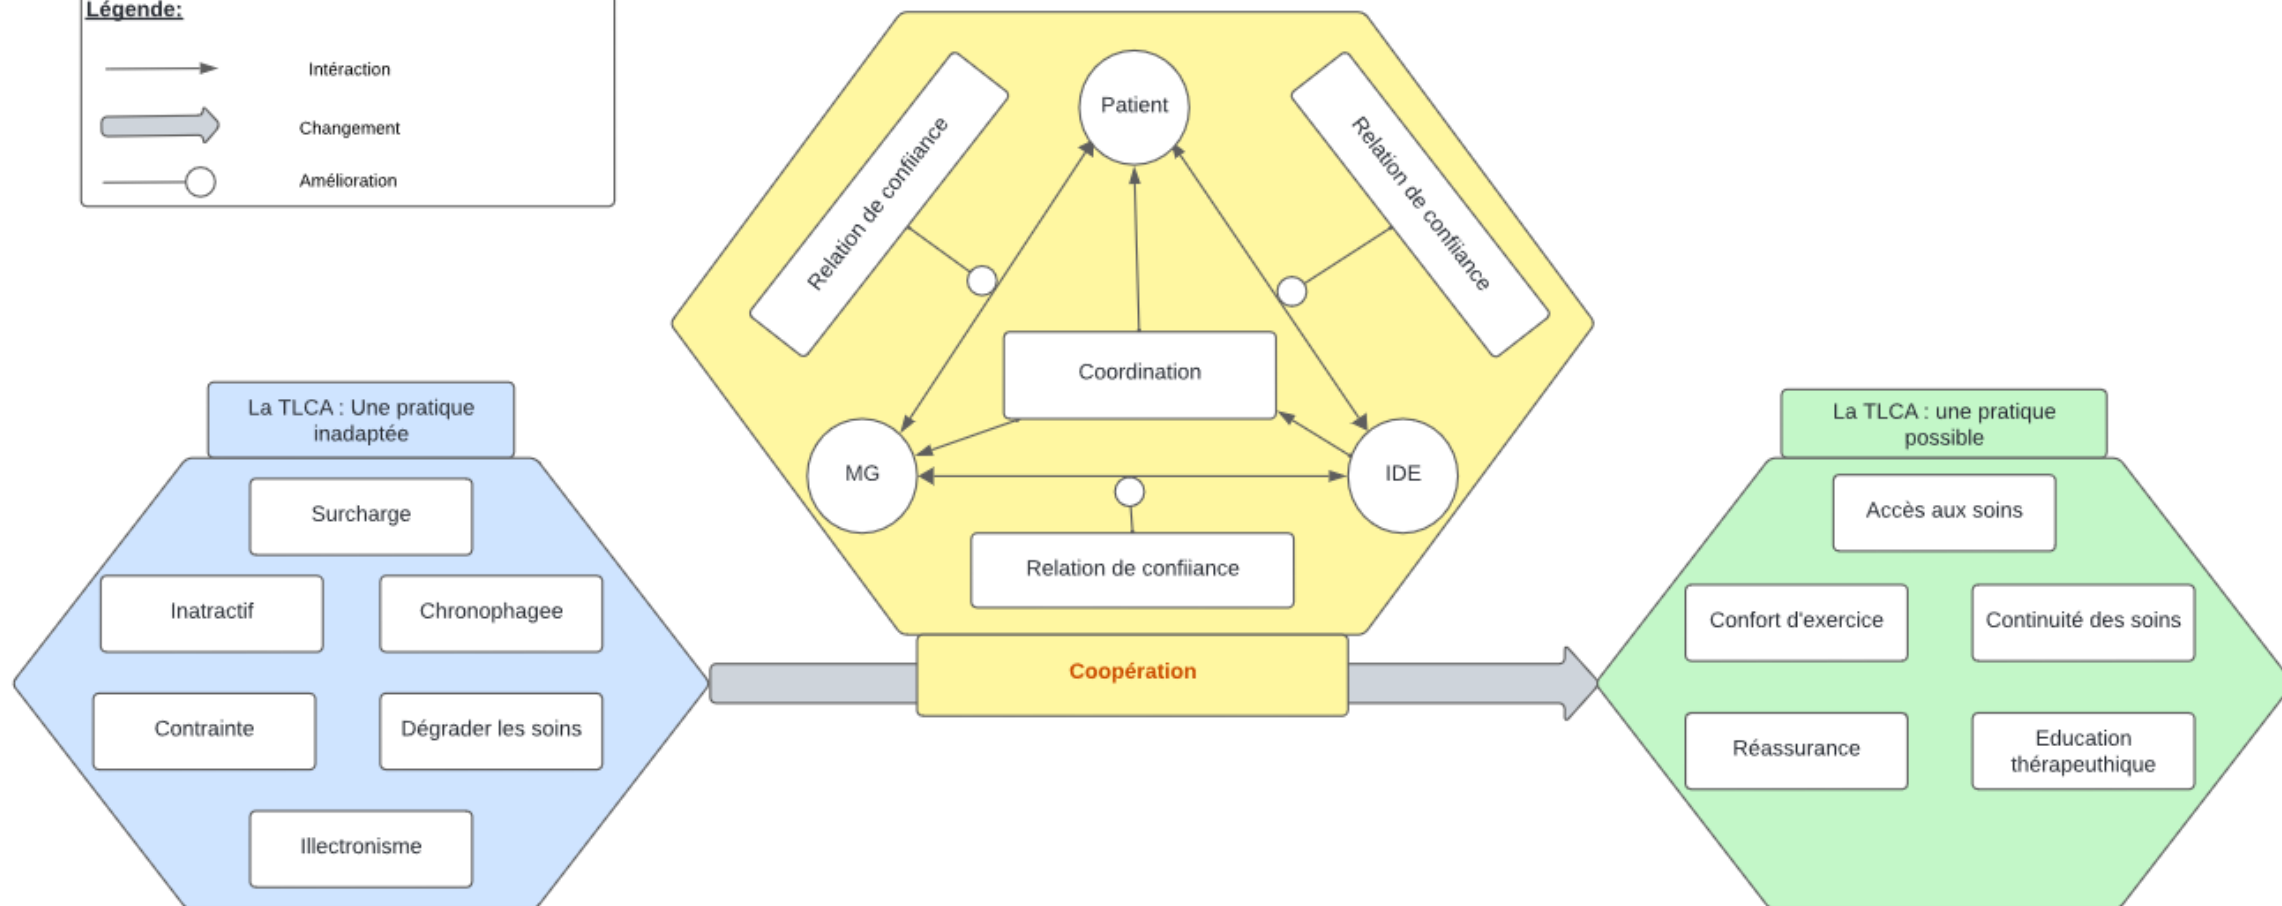 Légende:
Intéraction
Changement
Amélioration
Patient
Relation de confiiance
Relation de confiiance
Coordination
MG
IDE
Relation de confiiance
Coopération
La TLCA : Une pratique
inadaptée
Surcharge
Inatractif
Chronophagee
Contrainte
Dégrader les soins
Illectronisme
La TLCA : une pratique
possible
Accès aux soins
Confort d'exercice
Continuité des soins
Réassurance
Education
thérapeuthique